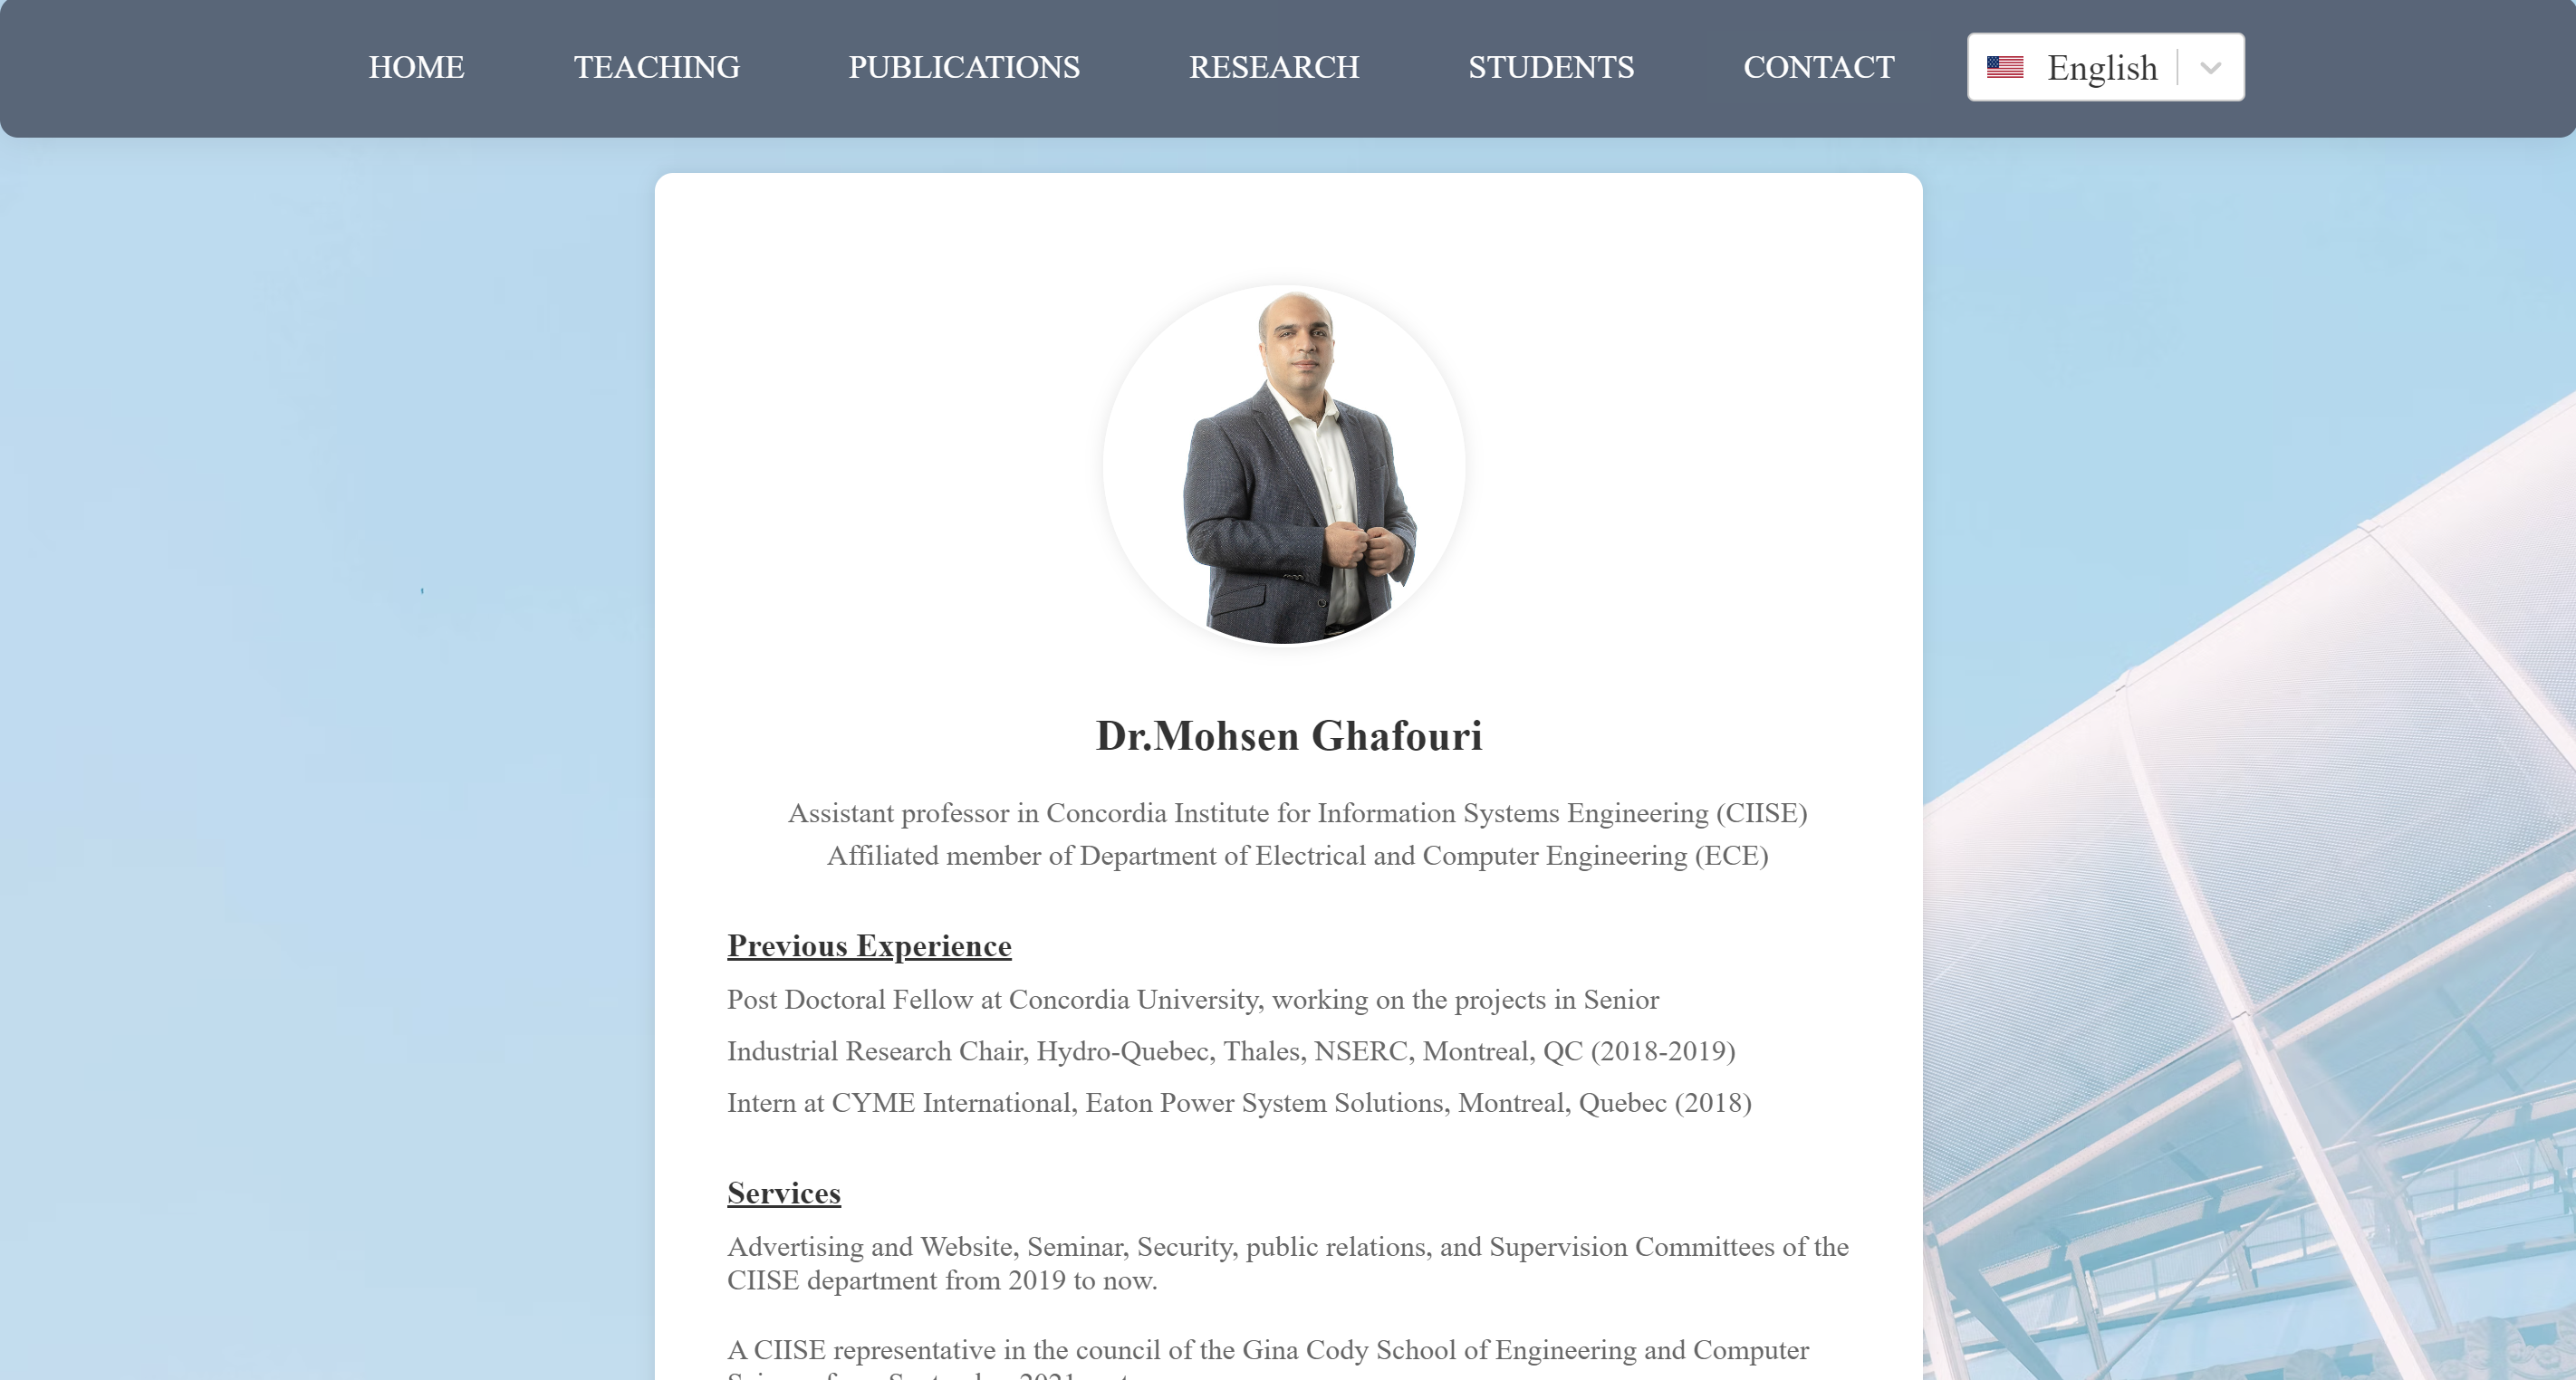 HOME TEACHING PUBLICATIONS RESEARCH STUDENTS CONTACT English
Dr.Mohsen Ghafouri
Assistant professor in Concordia Institute for Information Systems Engineering (CIISE)
Affiliated member of Department of Electrical and Computer Engineering (ECE)
Previous Experience
Post Doctoral Fellow at Concordia University, working on the projects in Senior
Industrial Research Chair, Hydro-Quebec, Thales, NSERC, Montreal, QC (2018-2019)
Intern at CYME International, Eaton Power System Solutions, Montreal, Quebec (2018)
Services
Advertising and Website, Seminar, Security, public relations, and Supervision Committees of the
CIISE department from 2019 to now.
A CIISE representative in the council of the Gina Cody School of Engineering and Computer